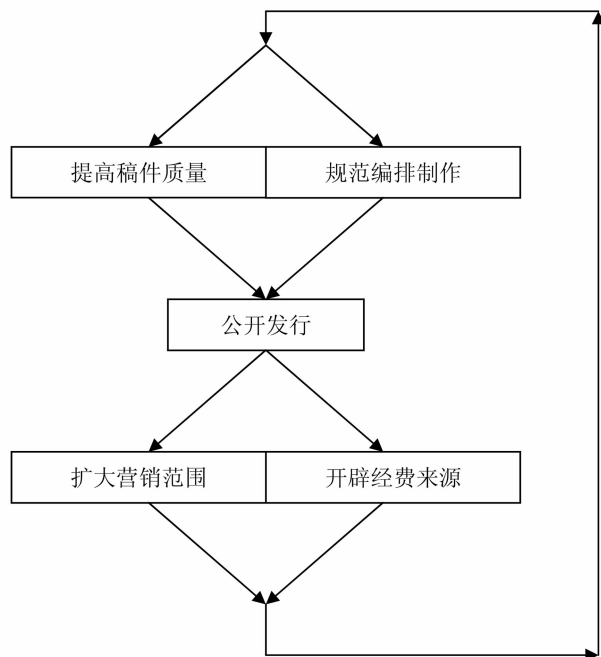 提高稿件质量
规范编排制作
公开发行
扩大营销范围
开辟经费来源